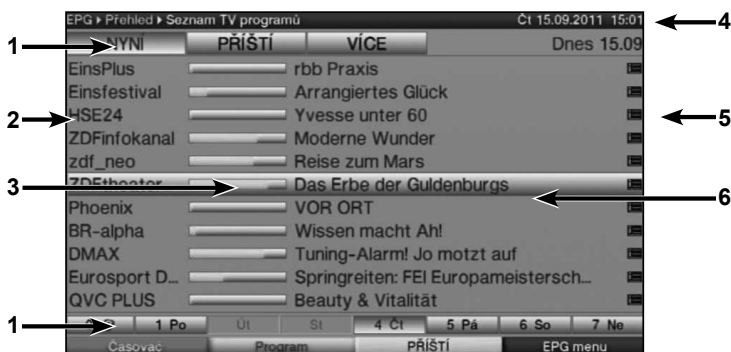 EPG ▸ Přehled ▸ Seznam TV programů Čt 15.09.2011 15:01
4
1
NYNÍ PŘÍŠTÍ VÍCE Dnes 15.09
EinsPlus rbb Praxis
Einsfestival Arrangiertes Glück
2
HSE24 Yvesse unter 60
5
ZDFinfokanal Moderne Wunder
zdf_neo Reise zum Mars
3
ZDFtheater Das Erbe der Guldenburgs
6
Phoenix VOR ORT
BR-alpha Wissen macht Ah!
DMAX Tuning-Alarm! Jo motzt auf
Eurosport D... Springreiten: FEI Europameistersch...
QVC PLUS Beauty & Vitalität
1
1 Po Út St 4 Čt 5 Pá 6 So 7 Ne
Časovač Program PŘÍŠTÍ EPG menu